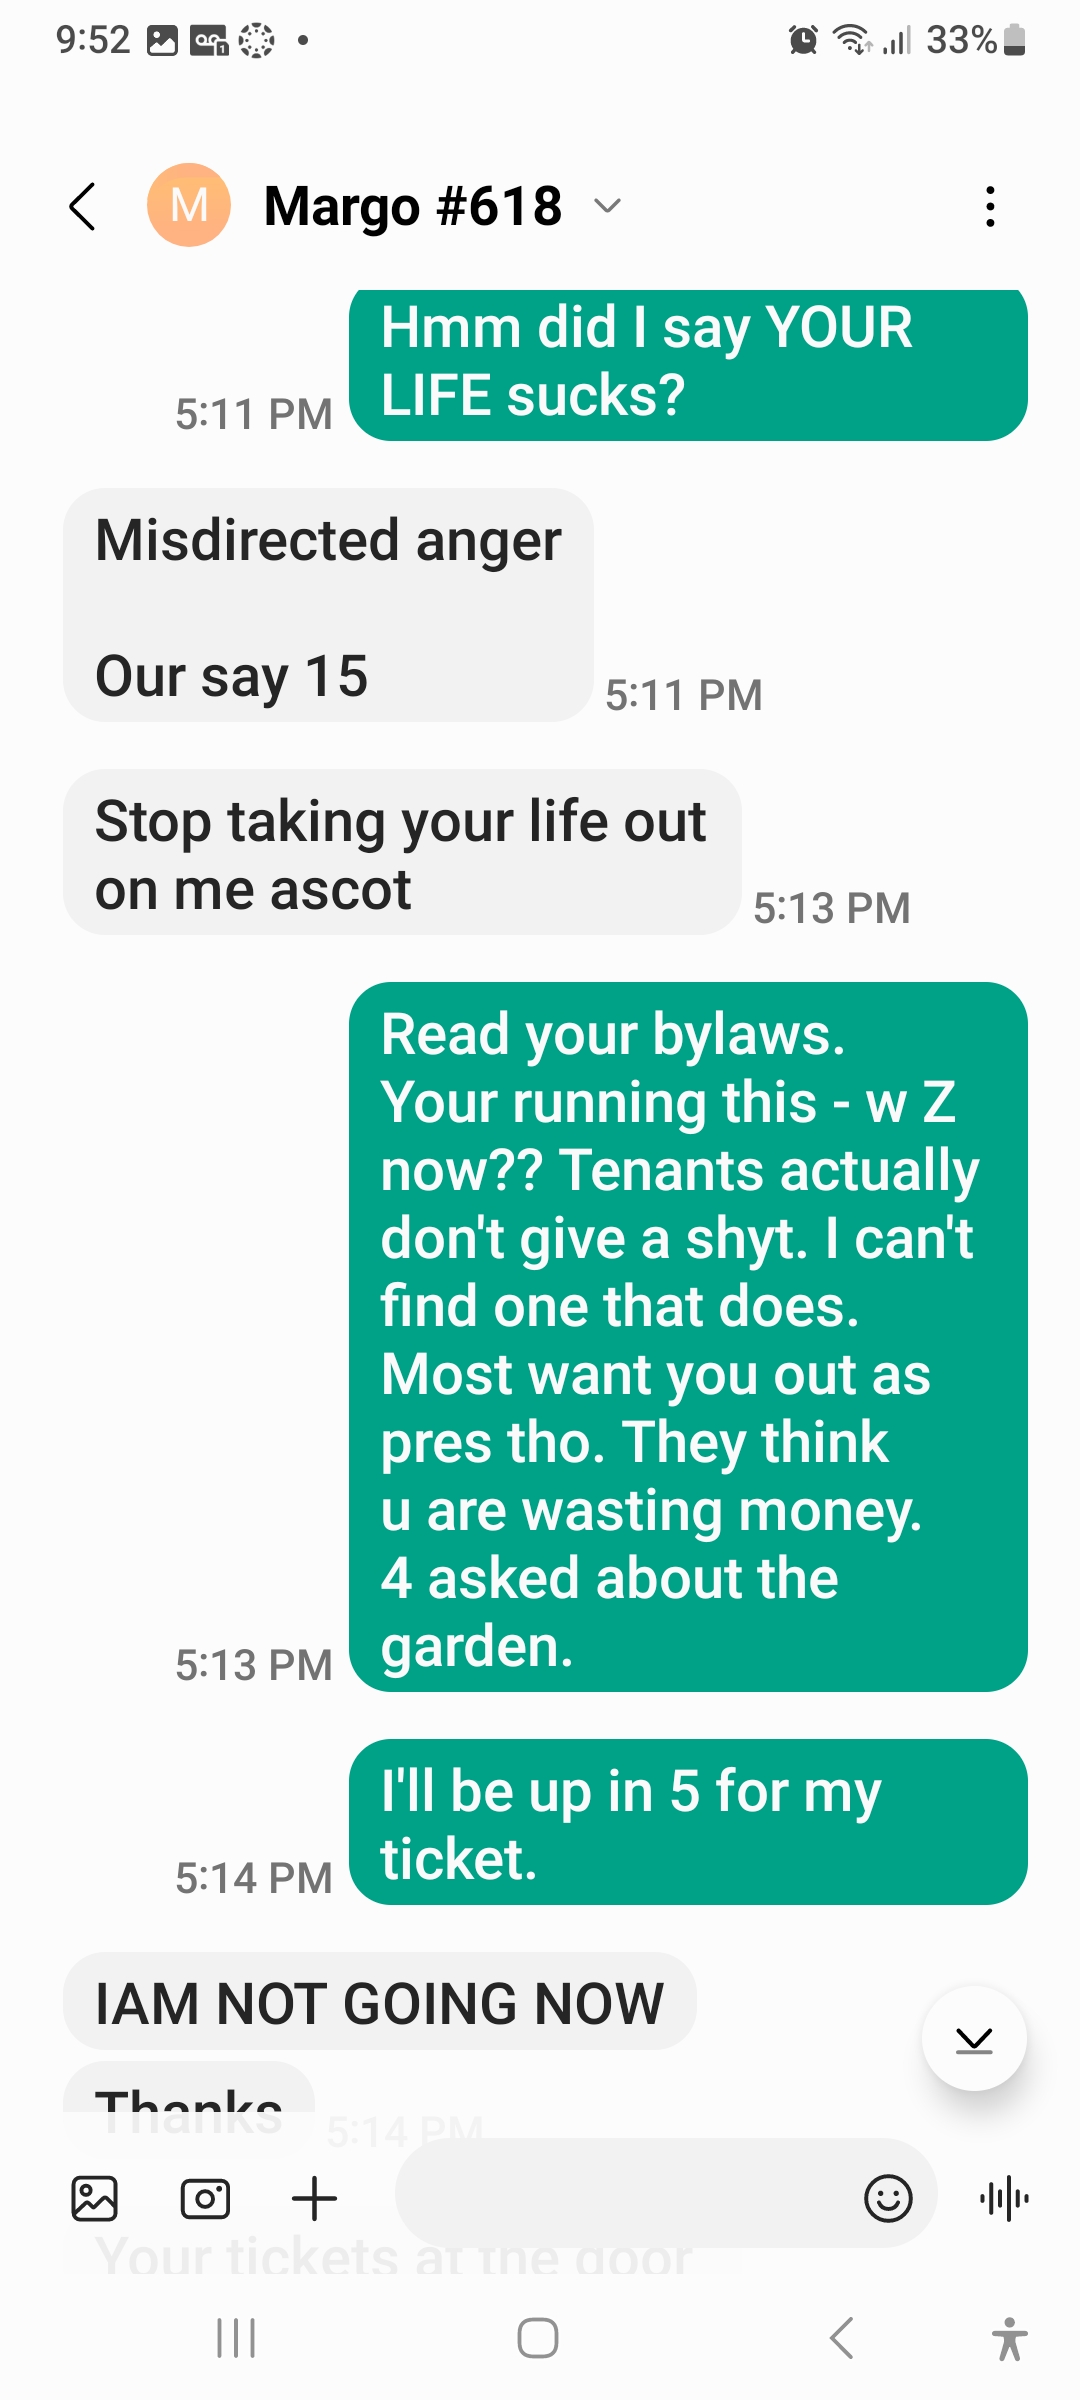 9:52
33%
M Margo #618
Hmm did I say YOUR
LIFE sucks?
5:11 PM
Misdirected anger
Our say 15
5:11 PM
Stop taking your life out
on me ascot
5:13 PM
Read your bylaws.
Your running this - w Z
now?? Tenants actually
don't give a shyt. I can't
find one that does.
Most want you out as
pres tho. They think
u are wasting money.
4 asked about the
garden.
5:13 PM
I'll be up in 5 for my
ticket.
5:14 PM
IAM NOT GOING NOW
Thanks
5:14 PM
Your tickets at the door